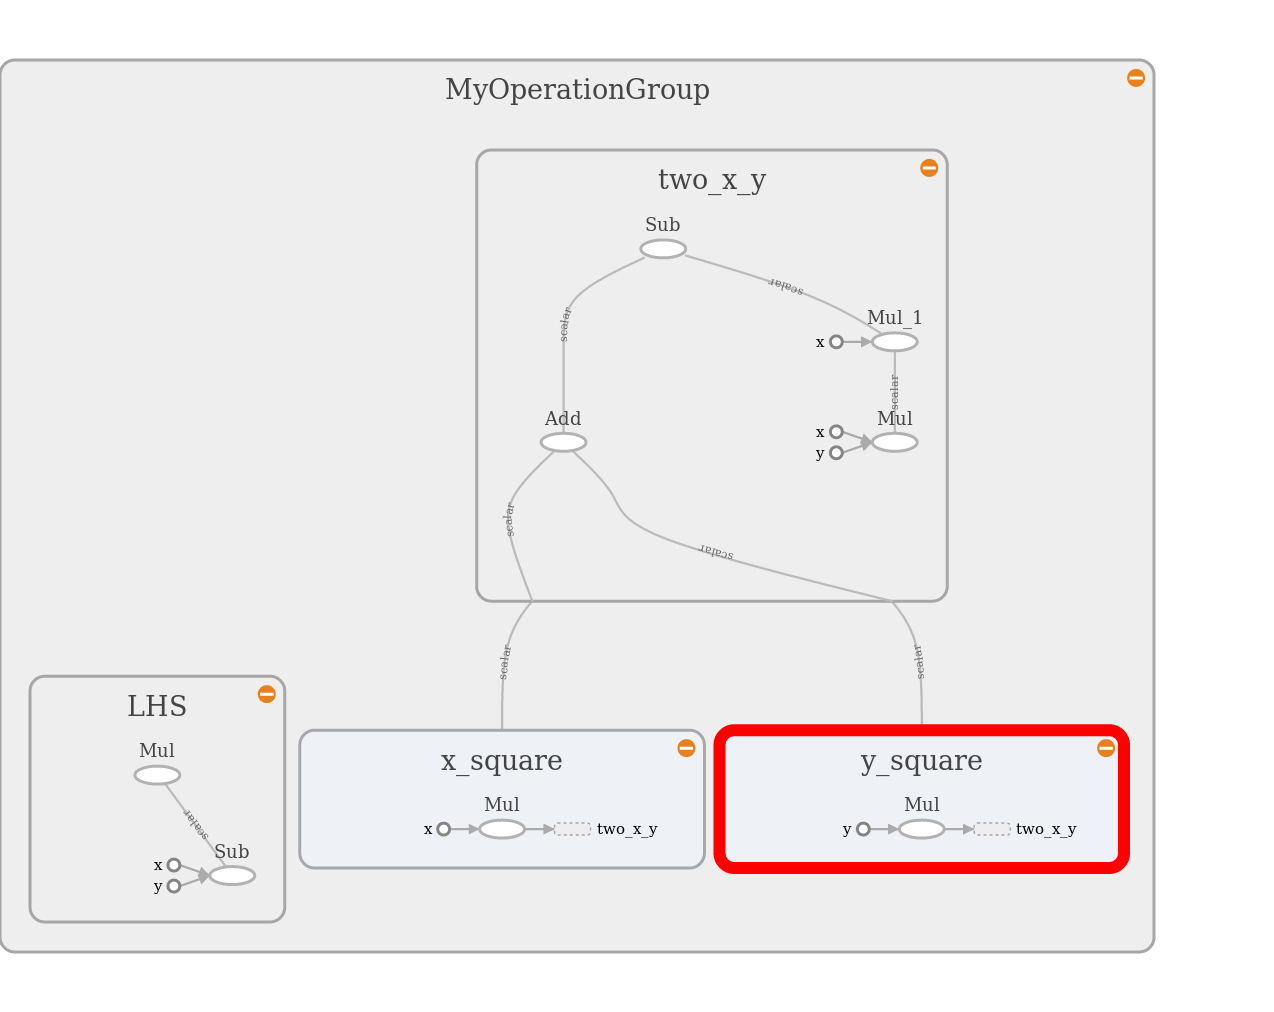 MyOperationGroup
two_x_y
Sub
scalar
scalar
Mul_1
x
scalar
Add
Mul
x
y
scalar
scalar
scalar
scalar
LHS
Mul
scalar
Sub
x
y
x_square
Mul
x
two_x_y
y_square
Mul
y
two_x_y